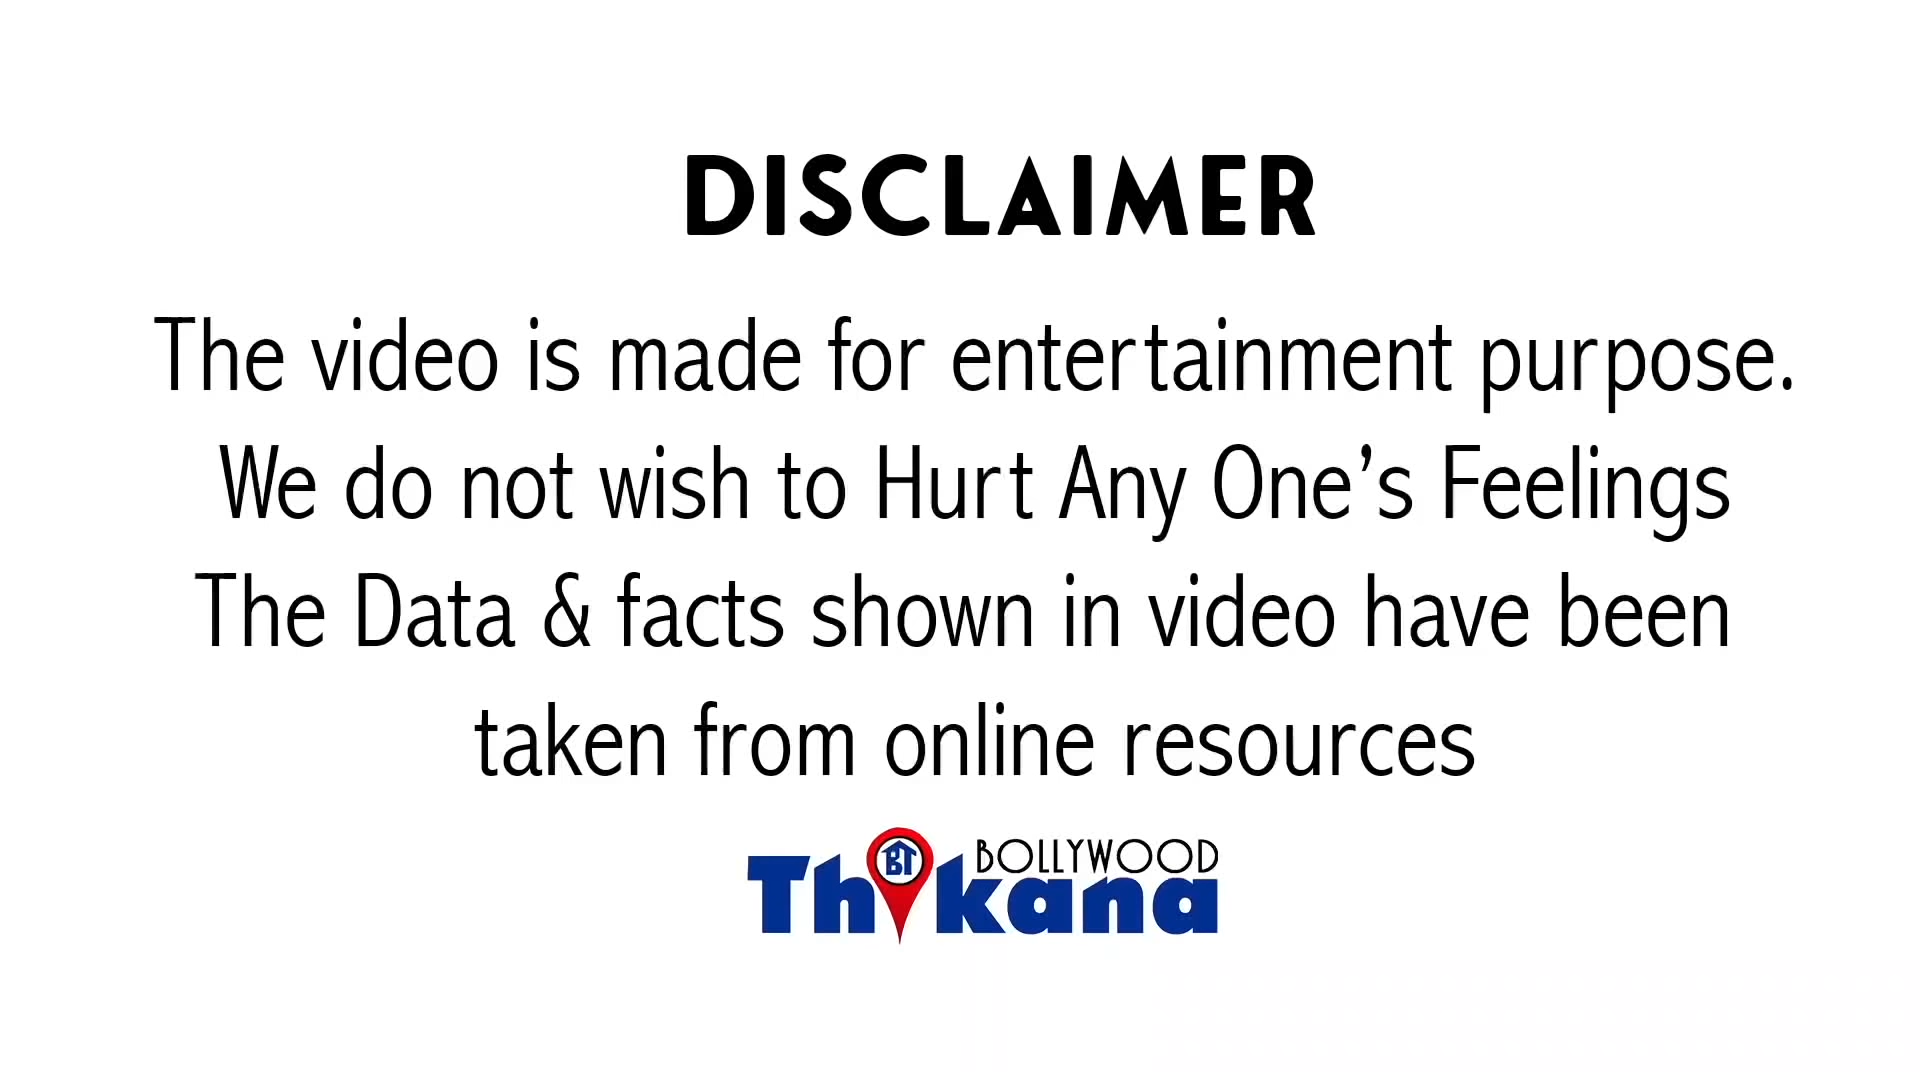 DISCLAIMER
The video is made for entertainment purpose.
We do not wish to Hurt Any One’s Feelings
The Data & facts shown in video have been
taken from online resources
BT
BOLLYWOOD
Thikana